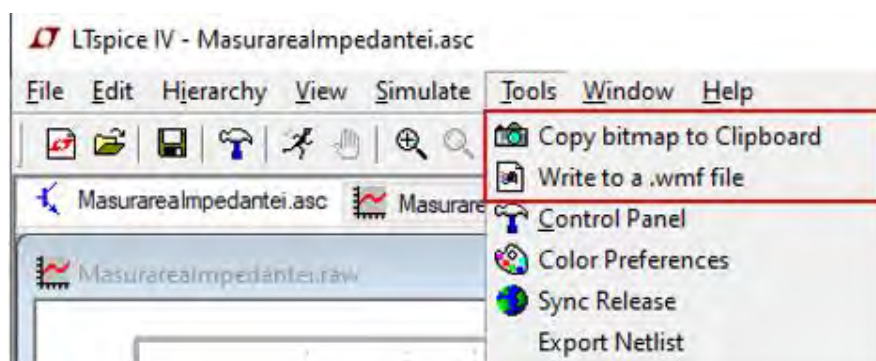 LTspice IV - MasurareaImpedantei.asc
File Edit Hierarchy View Simulate Tools Window Help
Copy bitmap to Clipboard
Write to a .wmf file
MasurareaImpedantei.asc Masurare
Control Panel
MasurareaImpedantei.raw
Color Preferences
Sync Release
Export Netlist